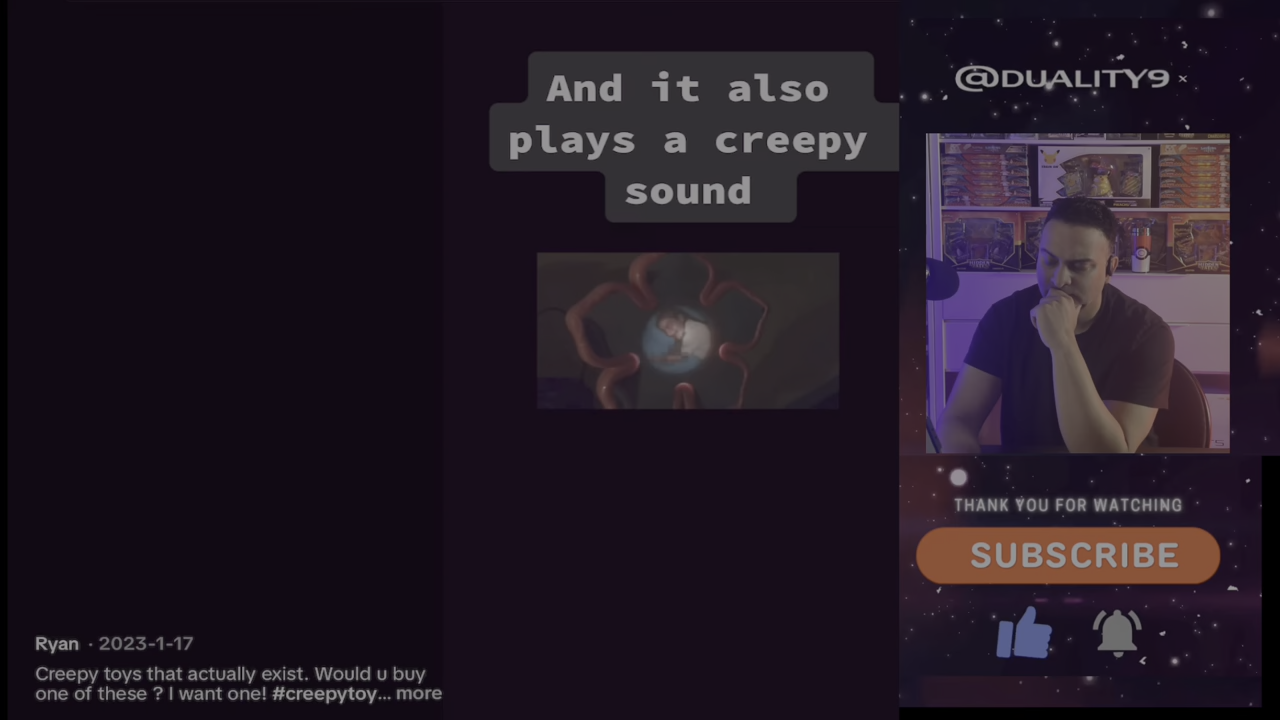 And it also
plays a creepy
sound
@DUALITY9
THANK YOU FOR WATCHING
SUBSCRIBE
Ryan · 2023-1-17
Creepy toys that actually exist. Would u buy
one of these ? I want one! #creepytoy... more